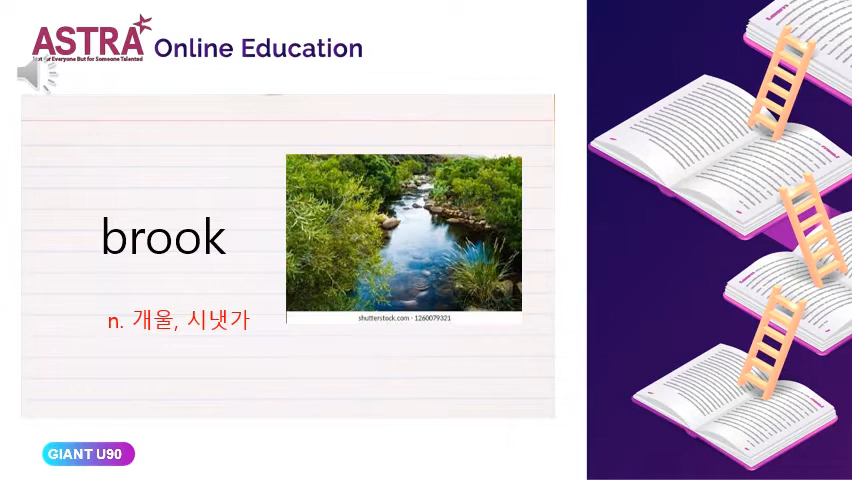 ASTRA
Not for Everyone But for Someone Talented
Online Education
brook
n. 개울, 시냇가
shutterstock.com · 1260079321
GIANT U90